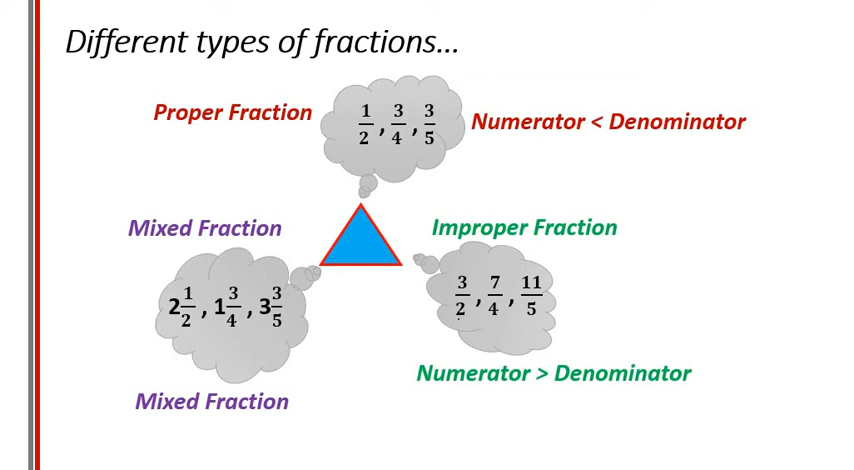 Different types of fractions...
Proper Fraction
1/2 , 3/4 , 3/5
Numerator < Denominator
Mixed Fraction
2 1/2 , 1 3/4 , 3 3/5
Mixed Fraction
Improper Fraction
3/2 , 7/4 , 11/5
Numerator > Denominator